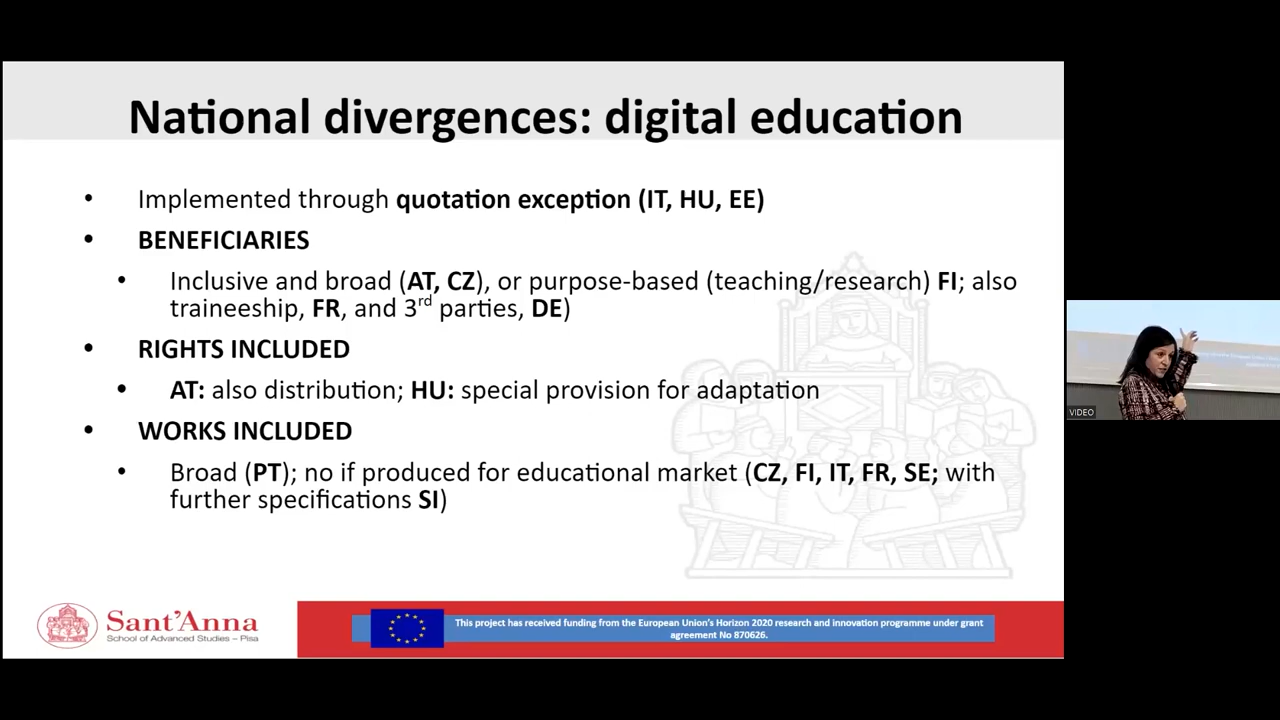 National divergences: digital education
• Implemented through quotation exception (IT, HU, EE)
• BENEFICIARIES
• Inclusive and broad (AT, CZ), or purpose-based (teaching/research) FI; also
traineeship, FR, and 3rd parties, DE)
• RIGHTS INCLUDED
• AT: also distribution; HU: special provision for adaptation
• WORKS INCLUDED
• Broad (PT); no if produced for educational market (CZ, FI, IT, FR, SE; with
further specifications SI)
Sant'Anna
School of Advanced Studies – Pisa
This project has received funding from the European Union's Horizon 2020 research and innovation programme under grant
agreement No 870626.
VIDEO